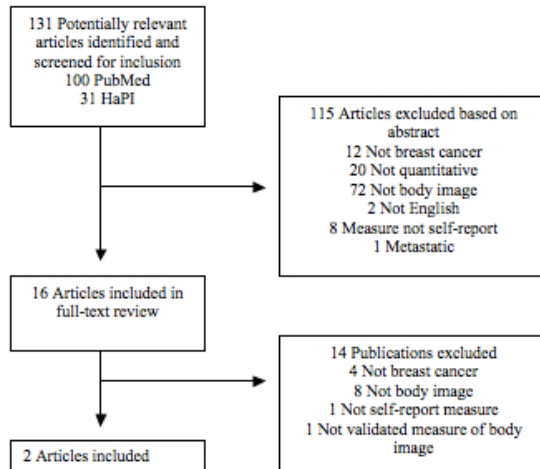 131 Potentially relevant
articles identified and
screened for inclusion
100 PubMed
31 HaPI
115 Articles excluded based on
abstract
12 Not breast cancer
20 Not quantitative
72 Not body image
2 Not English
8 Measure not self-report
1 Metastatic
16 Articles included in
full-text review
14 Publications excluded
4 Not breast cancer
8 Not body image
1 Not self-report measure
1 Not validated measure of body
image
2 Articles included